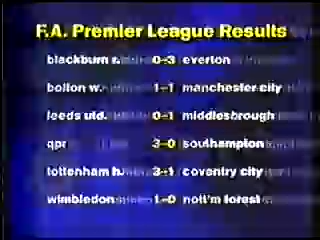 F.A. Premier League Results
blackburn r. 0-3 everton
bolton w. 1-1 manchester city
leeds utd. 0-1 middlesbrough
qpr 3-0 southampton
tottenham h. 3-1 coventry city
wimbledon 1-0 nott'm forest